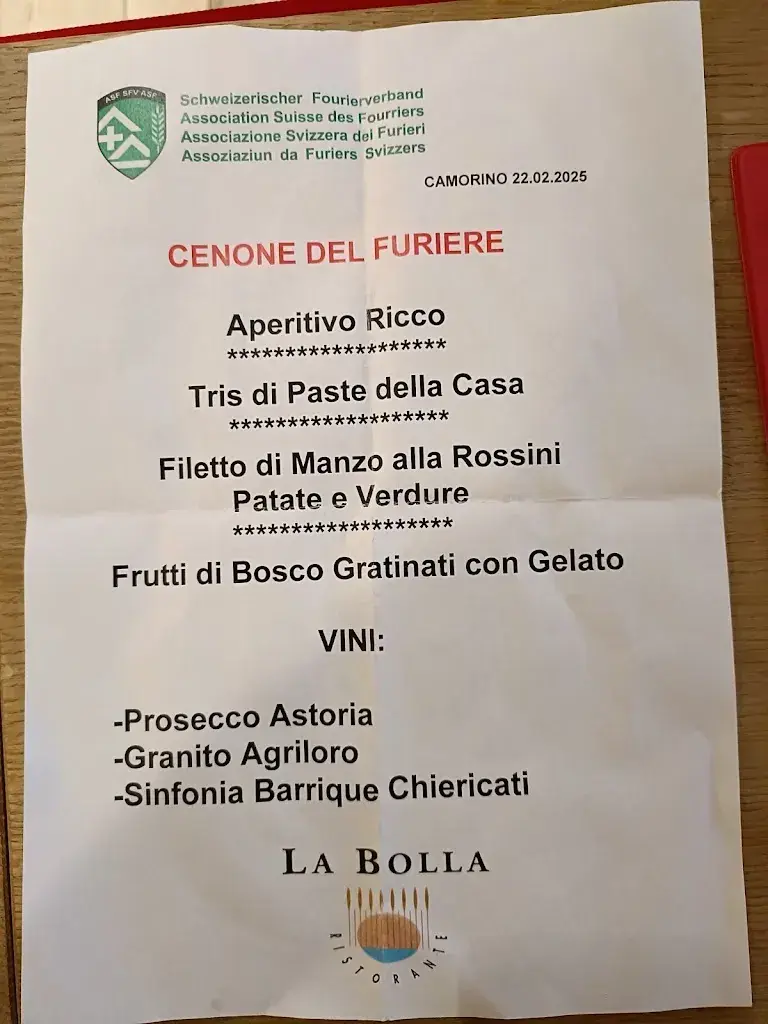 ASF SFV ASF
Schweizerischer Fourierverband
Association Suisse des Fourriers
Associazione Svizzera dei Furieri
Assoziaziun da Furiers Svizzers
CAMORINO 22.02.2025
CENONE DEL FURIERE
Aperitivo Ricco
*******************
Tris di Paste della Casa
*******************
Filetto di Manzo alla Rossini
Patate e Verdure
*******************
Frutti di Bosco Gratinati con Gelato
VINI:
-Prosecco Astoria
-Granito Agriloro
-Sinfonia Barrique Chiericati
LA BOLLA
RISTORANTE